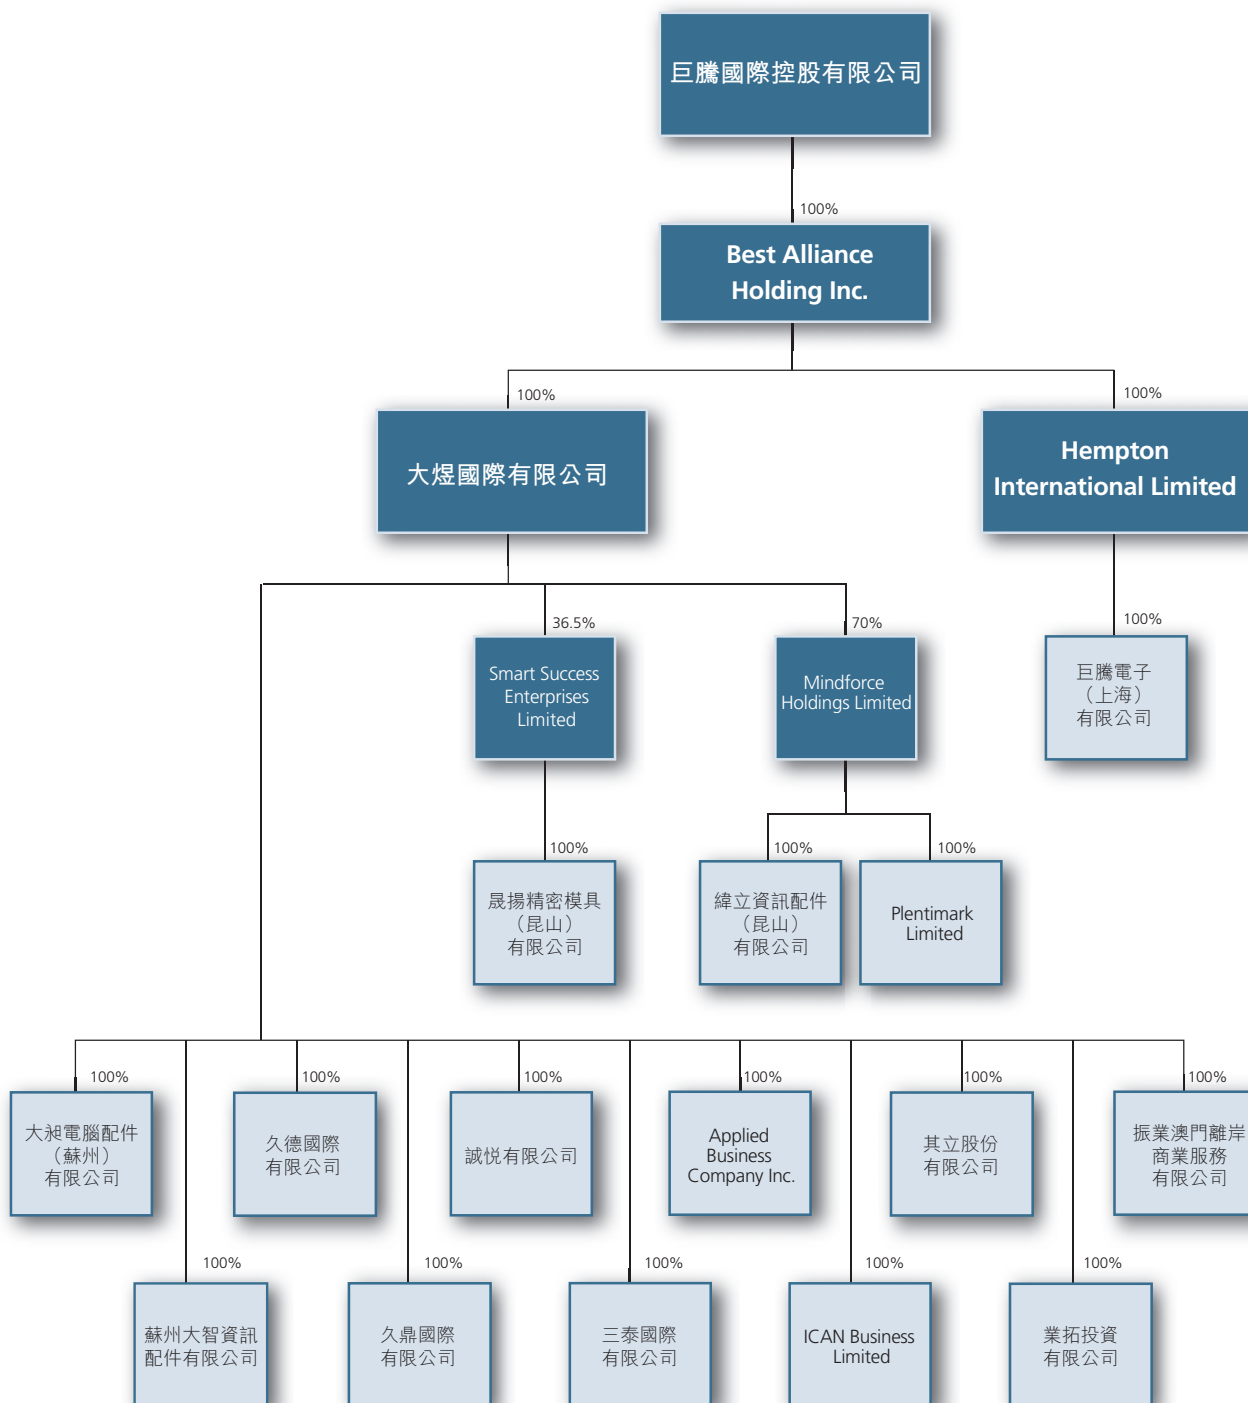 巨騰國際控股有限公司
100%
Best Alliance
Holding Inc.
100%
100%
大煜國際有限公司
Hempton
International Limited
36.5%
70%
100%
Smart Success
Enterprises
Limited
Mindforce
Holdings Limited
巨騰電子
（上海）
有限公司
100%
100%
100%
晟揚精密模具
（昆山）
有限公司
緯立資訊配件
（昆山）
有限公司
Plentimark
Limited
100%
100%
100%
100%
100%
100%
大昶電腦配件
（蘇州）
有限公司
久德國際
有限公司
誠悦有限公司
Applied
Business
Company Inc.
其立股份
有限公司
振業澳門離岸
商業服務
有限公司
100%
100%
100%
100%
100%
蘇州大智資訊
配件有限公司
久鼎國際
有限公司
三泰國際
有限公司
ICAN Business
Limited
業拓投資
有限公司